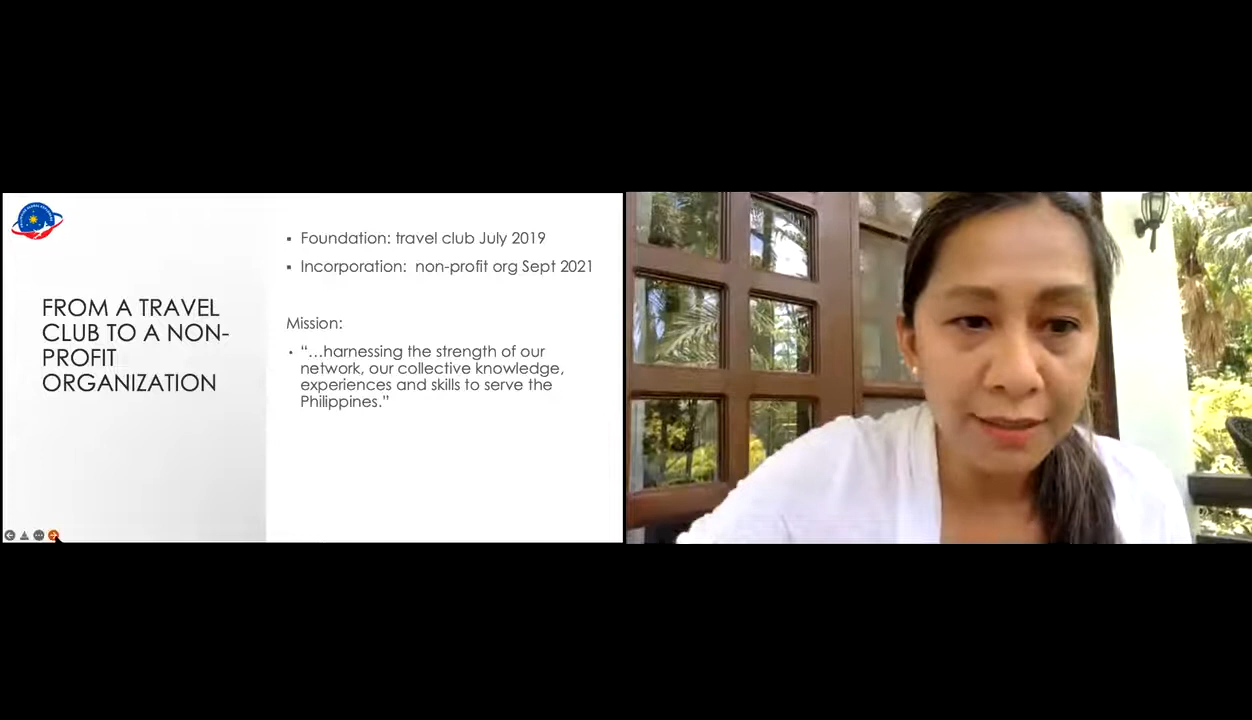 FROM A TRAVEL
CLUB TO A NON-
PROFIT
ORGANIZATION
▪ Foundation: travel club July 2019
▪ Incorporation:  non-profit org Sept 2021
Mission:
• “…harnessing the strength of our
network, our collective knowledge,
experiences and skills to serve the
Philippines.”